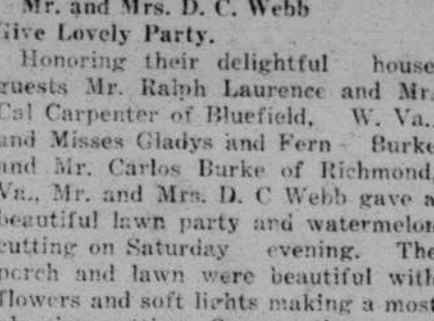 Mr. and Mrs. D. C. Webb
Give Lovely Party.
Honoring their delightful house
guests Mr. Ralph Laurence and Mr.
Cal Carpenter of Bluefield, W. Va.,
and Misses Gladys and Fern Burke
and Mr. Carlos Burke of Richmond,
Va., Mr. and Mrs. D. C Webb gave a
beautiful lawn party and watermelon
cutting on Saturday evening. The
porch and lawn were beautiful with
flowers and soft lights making a most